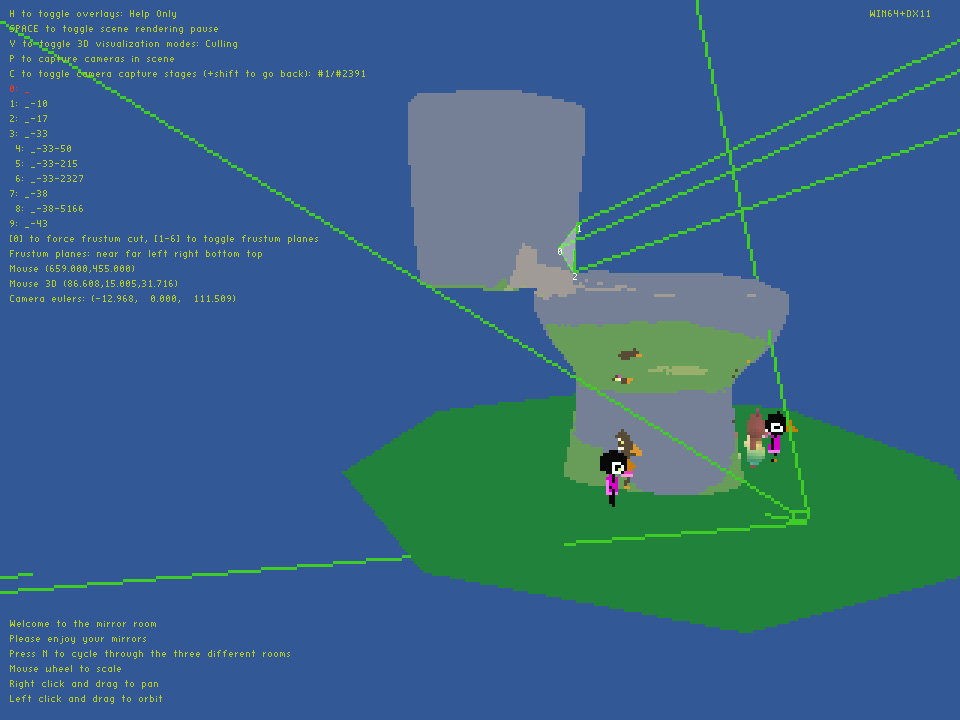 H to toggle overlays: Help Only
WIN64+DX11
SPACE to toggle scene rendering pause
V to toggle 3D visualization modes: Culling
P to capture cameras in scene
C to toggle camera capture stages (+shift to go back): #1/#2391
0: _
1: _-10
2: _-17
3: _-33
4: _-33-50
5: _-33-215
6: _-33-2327
7: _-38
8: _-38-5166
9: _-43
[0] to force frustum cut, [1-6] to toggle frustum planes
Frustum planes: near far left right bottom top
Mouse (659.000,455.000)
Mouse 3D (86.608,15.005,31.716)
Camera eulers: (-12.968, 0.000, 111.509)
1
0
2
Welcome to the mirror room
Please enjoy your mirrors
Press N to cycle through the three different rooms
Mouse wheel to scale
Right click and drag to pan
Left click and drag to orbit